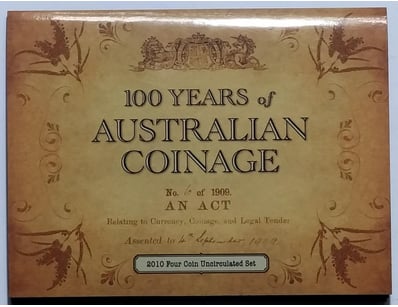 100 YEARS of
AUSTRALIAN
COINAGE
No. 6 of 1909.
AN ACT
Relating to Currency, Coinage, and Legal Tender
Assented to 4th September, 1909.
2010 Four Coin Uncirculated Set